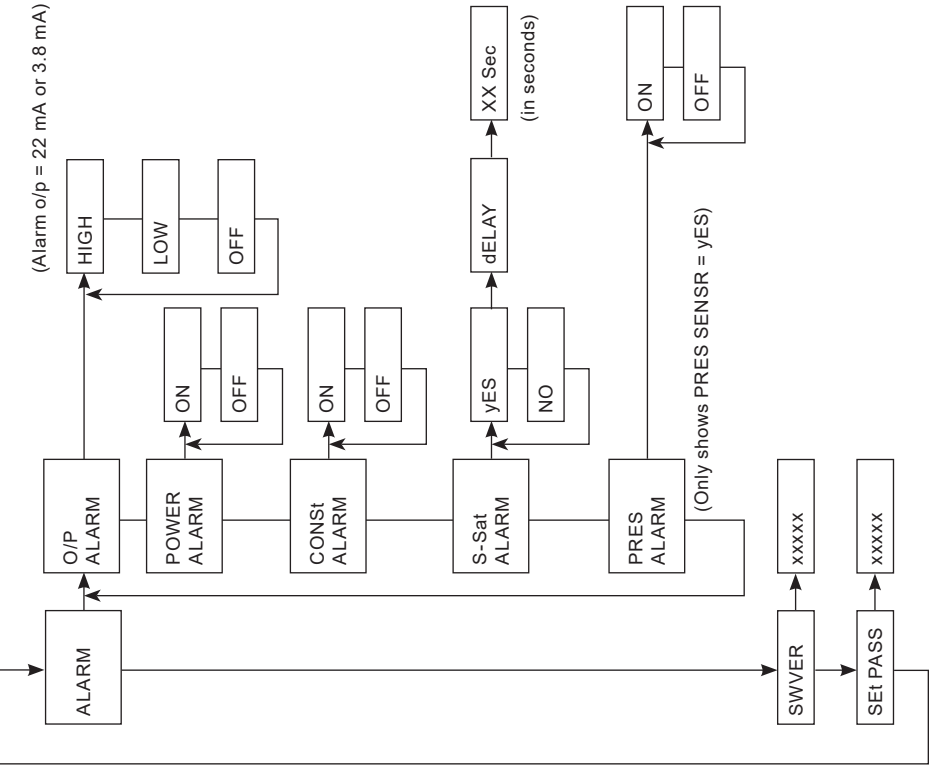 ALARM
O/P
ALARM
(Alarm o/p = 22 mA or 3.8 mA)
HIGH
LOW
OFF
POWER
ALARM
ON
OFF
CONSt
ALARM
ON
OFF
S-Sat
ALARM
yES
NO
dELAY
XX Sec
(in seconds)
PRES
ALARM
(Only shows PRES SENSR = yES)
ON
OFF
SWVER
xxxxx
SEt PASS
xxxxx